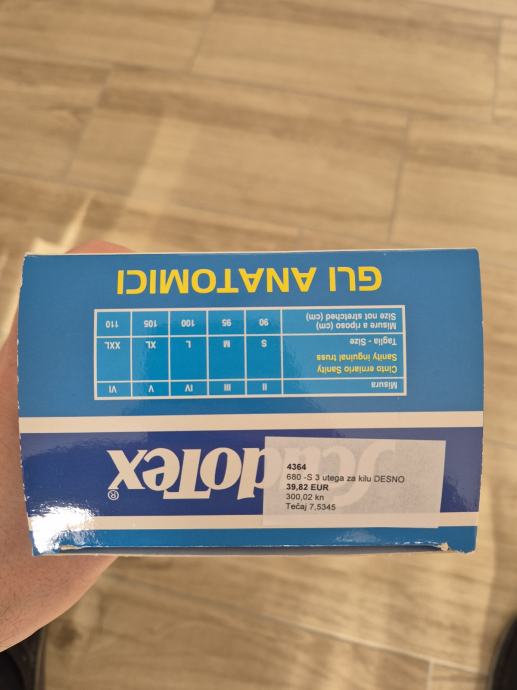 4364
680 -S 3 utega za kilu DESNO
39,82 EUR
300,02 kn
Tečaj 7,5345
ScudoTex®
Misura II III IV V VI
Cinto erniario Sanity
Sanity inguinal truss
Taglia - Size S M L XL XXL
Misure a riposo (cm)
Size not stretched (cm) 90 95 100 105 110
GLI ANATOMICI